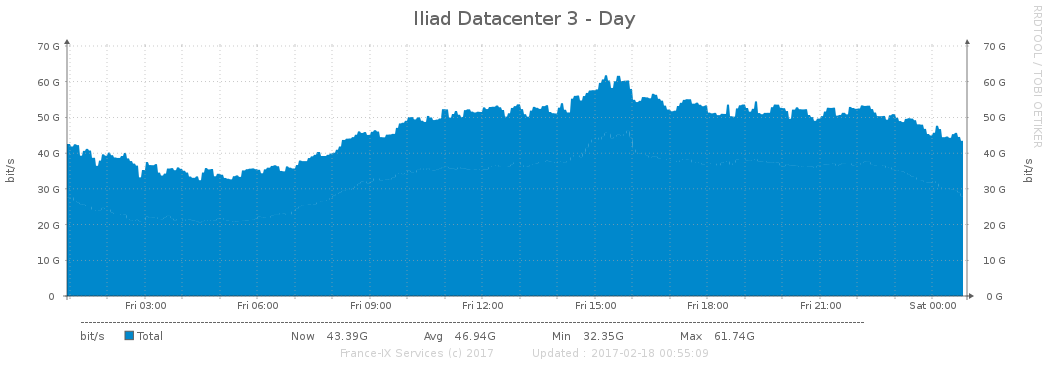 Iliad Datacenter 3 - Day
RRDTOOL / TOBI OETIKER
70 G 70 G
60 G 60 G
50 G 50 G
40 G 40 G
30 G 30 G
20 G 20 G
10 G 10 G
0 0 G
bit/s bit/s
Fri 03:00 Fri 06:00 Fri 09:00 Fri 12:00 Fri 15:00 Fri 18:00 Fri 21:00 Sat 00:00
bit/s Total Now 43.39G Avg 46.94G Min 32.35G Max 61.74G
France-IX Services (c) 2017 Updated : 2017-02-18 00:55:09